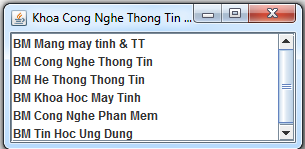 Khoa Cong Nghe Thong Tin ...
BM Mang may tinh & TT
BM Cong Nghe Thong Tin
BM He Thong Thong Tin
BM Khoa Hoc May Tinh
BM Cong Nghe Phan Mem
BM Tin Hoc Ung Dung